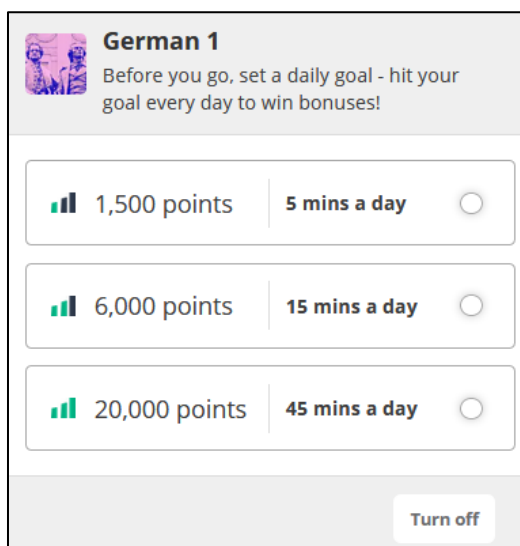 German 1
Before you go, set a daily goal - hit your
goal every day to win bonuses!
1,500 points 5 mins a day
6,000 points 15 mins a day
20,000 points 45 mins a day
Turn off